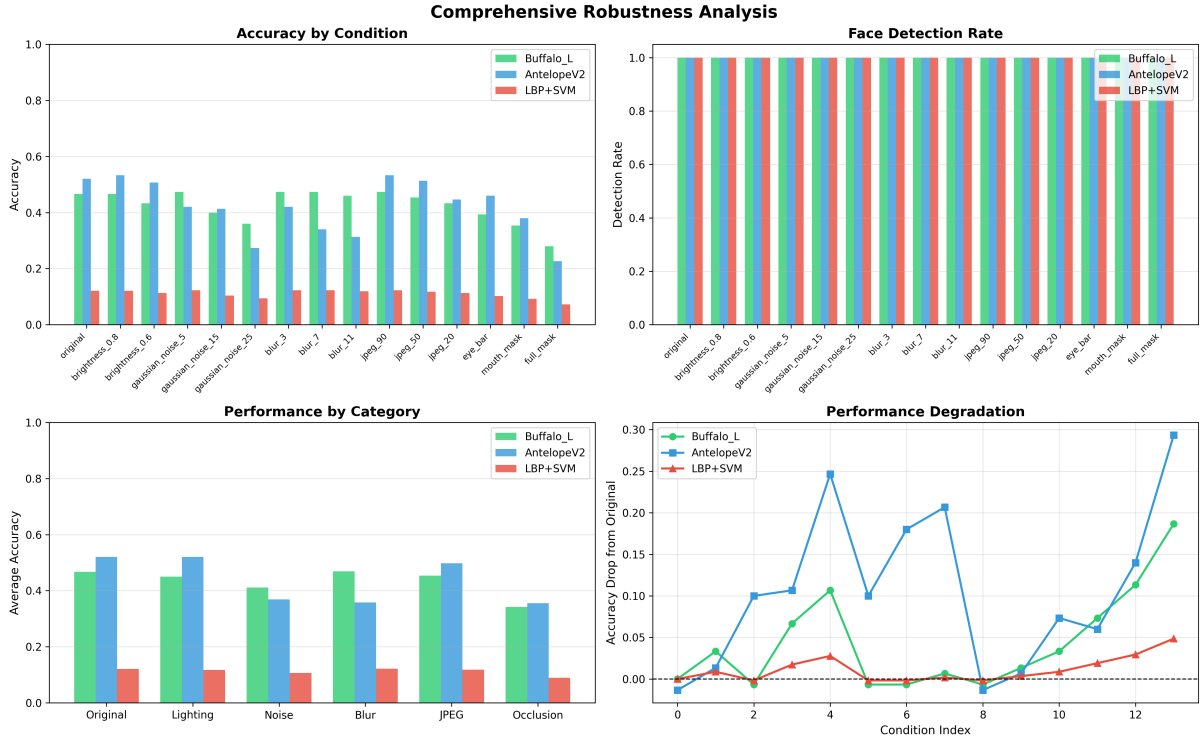 Comprehensive Robustness Analysis
Accuracy by Condition
Accuracy
1.0
0.8
0.6
0.4
0.2
0.0
Buffalo_L
AntelopeV2
LBP+SVM
original
brightness_0.8
brightness_0.6
gaussian_noise_5
gaussian_noise_15
gaussian_noise_25
blur_3
blur_7
blur_11
jpeg_90
jpeg_50
jpeg_20
eye_bar
mouth_mask
full_mask
Face Detection Rate
Detection Rate
1.0
0.8
0.6
0.4
0.2
0.0
Buffalo_L
AntelopeV2
LBP+SVM
original
brightness_0.8
brightness_0.6
gaussian_noise_5
gaussian_noise_15
gaussian_noise_25
blur_3
blur_7
blur_11
jpeg_90
jpeg_50
jpeg_20
eye_bar
mouth_mask
full_mask
Performance by Category
Average Accuracy
1.0
0.8
0.6
0.4
0.2
0.0
Buffalo_L
AntelopeV2
LBP+SVM
Original
Lighting
Noise
Blur
JPEG
Occlusion
Performance Degradation
Accuracy Drop from Original
0.30
0.25
0.20
0.15
0.10
0.05
0.00
Buffalo_L
AntelopeV2
LBP+SVM
0
2
4
6
8
10
12
Condition Index